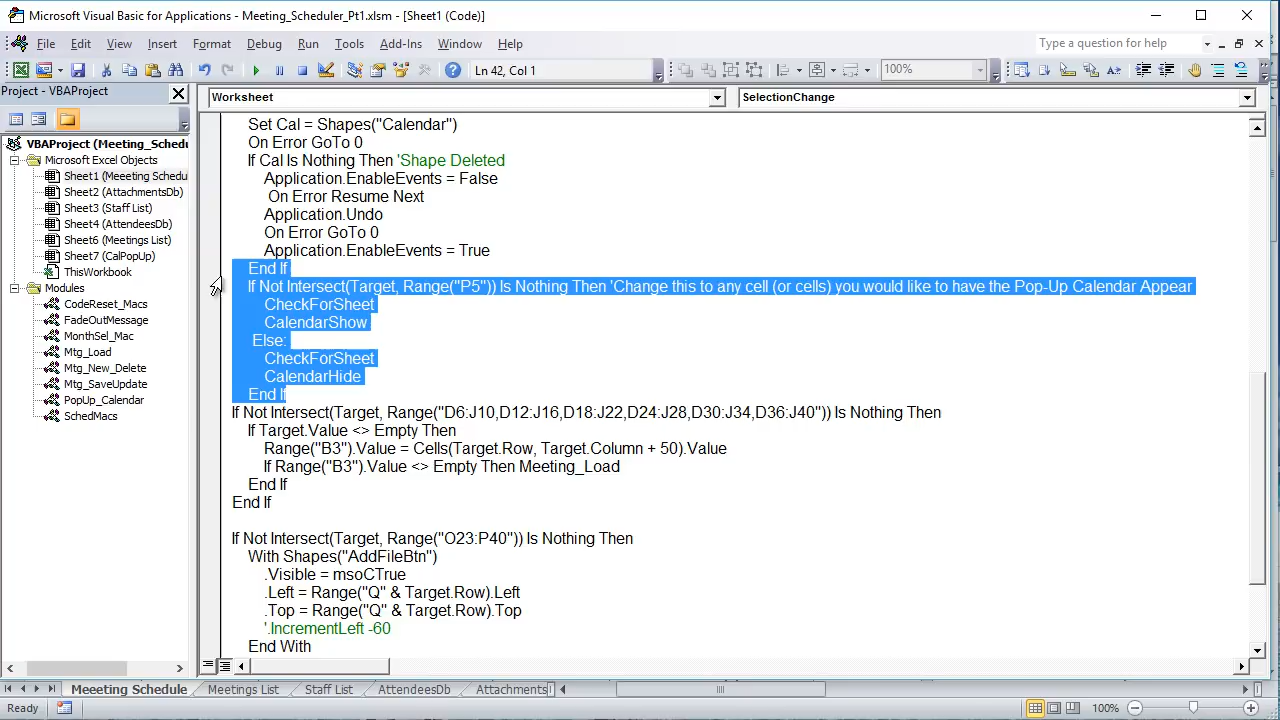 Microsoft Visual Basic for Applications - Meeting_Scheduler_Pt1.xlsm - [Sheet1 (Code)]
File Edit View Insert Format Debug Run Tools Add-Ins Window Help
Type a question for help
Ln 42, Col 1
100%
Project - VBAProject
Worksheet
SelectionChange
VBAProject (Meeting_Schedu
Microsoft Excel Objects
Sheet1 (Meeeting Schedu
Sheet2 (AttachmentsDb)
Sheet3 (Staff List)
Sheet4 (AttendeesDb)
Sheet6 (Meetings List)
Sheet7 (CalPopUp)
ThisWorkbook
Modules
CodeReset_Macs
FadeOutMessage
MonthSel_Mac
Mtg_Load
Mtg_New_Delete
Mtg_SaveUpdate
PopUp_Calendar
SchedMacs
Set Cal = Shapes("Calendar")
On Error GoTo 0
If Cal Is Nothing Then 'Shape Deleted
Application.EnableEvents = False
On Error Resume Next
Application.Undo
On Error GoTo 0
Application.EnableEvents = True
End If
If Not Intersect(Target, Range("P5")) Is Nothing Then 'Change this to any cell (or cells) you would like to have the Pop-Up Calendar Appear
CheckForSheet
CalendarShow
Else:
CheckForSheet
CalendarHide
End If
If Not Intersect(Target, Range("D6:J10,D12:J16,D18:J22,D24:J28,D30:J34,D36:J40")) Is Nothing Then
If Target.Value <> Empty Then
Range("B3").Value = Cells(Target.Row, Target.Column + 50).Value
If Range("B3").Value <> Empty Then Meeting_Load
End If
End If
If Not Intersect(Target, Range("O23:P40")) Is Nothing Then
With Shapes("AddFileBtn")
.Visible = msoCTrue
.Left = Range("Q" & Target.Row).Left
.Top = Range("Q" & Target.Row).Top
'.IncrementLeft -60
End With
Meeeting Schedule Meetings List Staff List AttendeesDb Attachments
Ready
100%